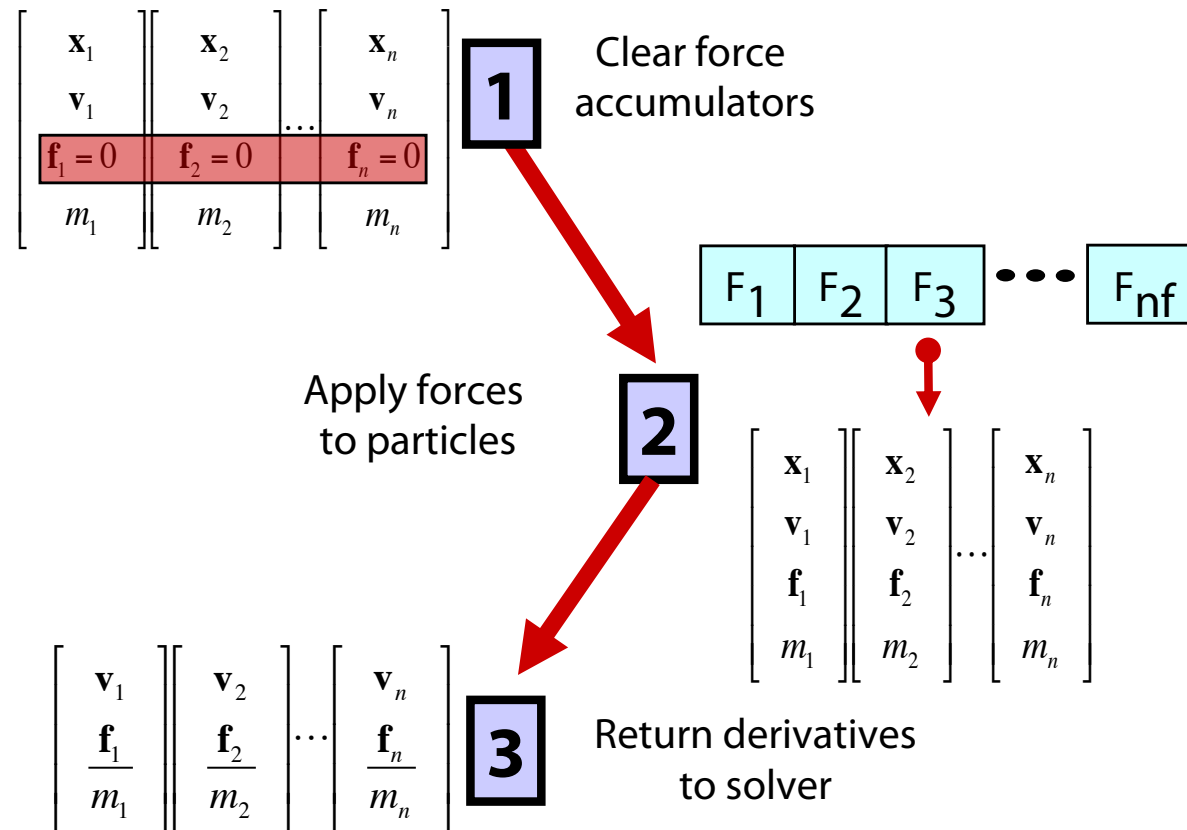 x₁ x₂ xₙ
v₁ v₂ ... vₙ
f₁ = 0 f₂ = 0 fₙ = 0
m₁ m₂ mₙ
1
Clear force
accumulators
F₁ F₂ F₃ ••• Fnf
Apply forces
to particles
2
x₁ x₂ xₙ
v₁ v₂ ... vₙ
f₁ f₂ fₙ
m₁ m₂ mₙ
v₁ v₂ vₙ
f₁ f₂ ... fₙ
m₁ m₂ mₙ
3
Return derivatives
to solver